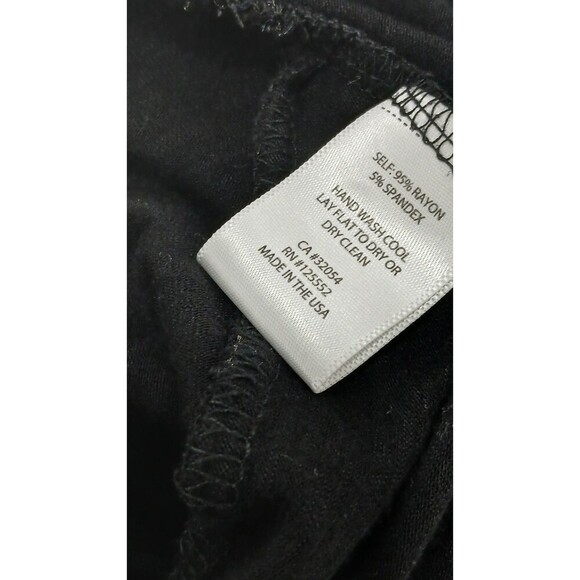 SELF: 95% RAYON
5% SPANDEX
HAND WASH COOL
LAY FLAT TO DRY OR
DRY CLEAN
CA #32054
RN #125552
MADE IN THE USA